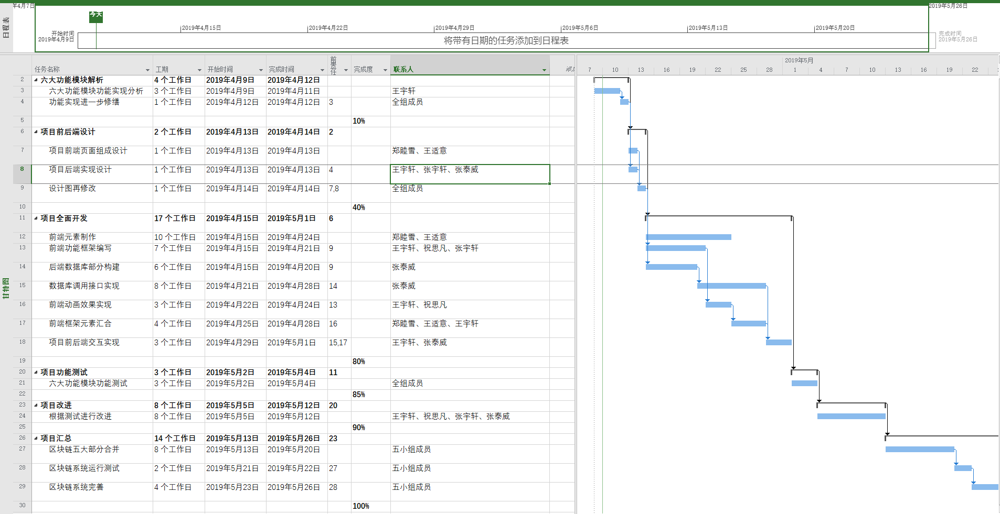 年4月7日
2019年5月26日
今天
日程表
2019年4月15日 2019年4月22日 2019年4月29日 2019年5月6日 2019年5月13日 2019年5月20日
开始时间
2019年4月9日
将带有日期的任务添加到日程表
完成时间
2019年5月26日
任务名称 工期 开始时间 完成时间 前责任 完成度 联系人
2019年5月
7 10 13 16 19 22 25 28 1 4 7 10 13 16 19 22
甘特图
2 六大功能模块解析 4 个工作日 2019年4月9日 2019年4月12日
3 六大功能模块功能实现分析 3 个工作日 2019年4月9日 2019年4月11日 王宇轩
4 功能实现进一步修缮 1 个工作日 2019年4月12日 2019年4月12日 3 全组成员
5 10%
6 项目前后端设计 2 个工作日 2019年4月13日 2019年4月14日 2
7 项目前端页面组成设计 1 个工作日 2019年4月13日 2019年4月13日 郑睦雪、王适意
8 项目后端实现设计 1 个工作日 2019年4月13日 2019年4月13日 4 王宇轩、张宇轩、张泰威
9 设计图再修改 1 个工作日 2019年4月14日 2019年4月14日 7,8 全组成员
10 40%
11 项目全面开发 17 个工作日 2019年4月15日 2019年5月1日 6
12 前端元素制作 10 个工作日 2019年4月15日 2019年4月24日 郑睦雪、王适意
13 前端功能框架编写 7 个工作日 2019年4月15日 2019年4月21日 9 王宇轩、祝思凡、张宇轩
14 后端数据库部分构建 6 个工作日 2019年4月15日 2019年4月20日 9 张泰威
15 数据库调用接口实现 8 个工作日 2019年4月21日 2019年4月28日 14 张泰威
16 前端动画效果实现 3 个工作日 2019年4月22日 2019年4月24日 13 王宇轩、祝思凡
17 前端框架元素汇合 4 个工作日 2019年4月25日 2019年4月28日 16 郑睦雪、王适意、王宇轩
18 项目前后端交互实现 3 个工作日 2019年4月29日 2019年5月1日 15,17 王宇轩、张泰威
19 80%
20 项目功能测试 3 个工作日 2019年5月2日 2019年5月4日 11
21 六大功能模块功能测试 3 个工作日 2019年5月2日 2019年5月4日 全组成员
22 85%
23 项目改进 8 个工作日 2019年5月5日 2019年5月12日 20
24 根据测试进行改进 8 个工作日 2019年5月5日 2019年5月12日 王宇轩、祝思凡、张宇轩、张泰威
25 90%
26 项目汇总 14 个工作日 2019年5月13日 2019年5月26日 23
27 区块链五大部分合并 8 个工作日 2019年5月13日 2019年5月20日 五小组成员
28 区块链系统运行测试 2 个工作日 2019年5月21日 2019年5月22日 27 五小组成员
29 区块链系统完善 4 个工作日 2019年5月23日 2019年5月26日 28 五小组成员
30 100%